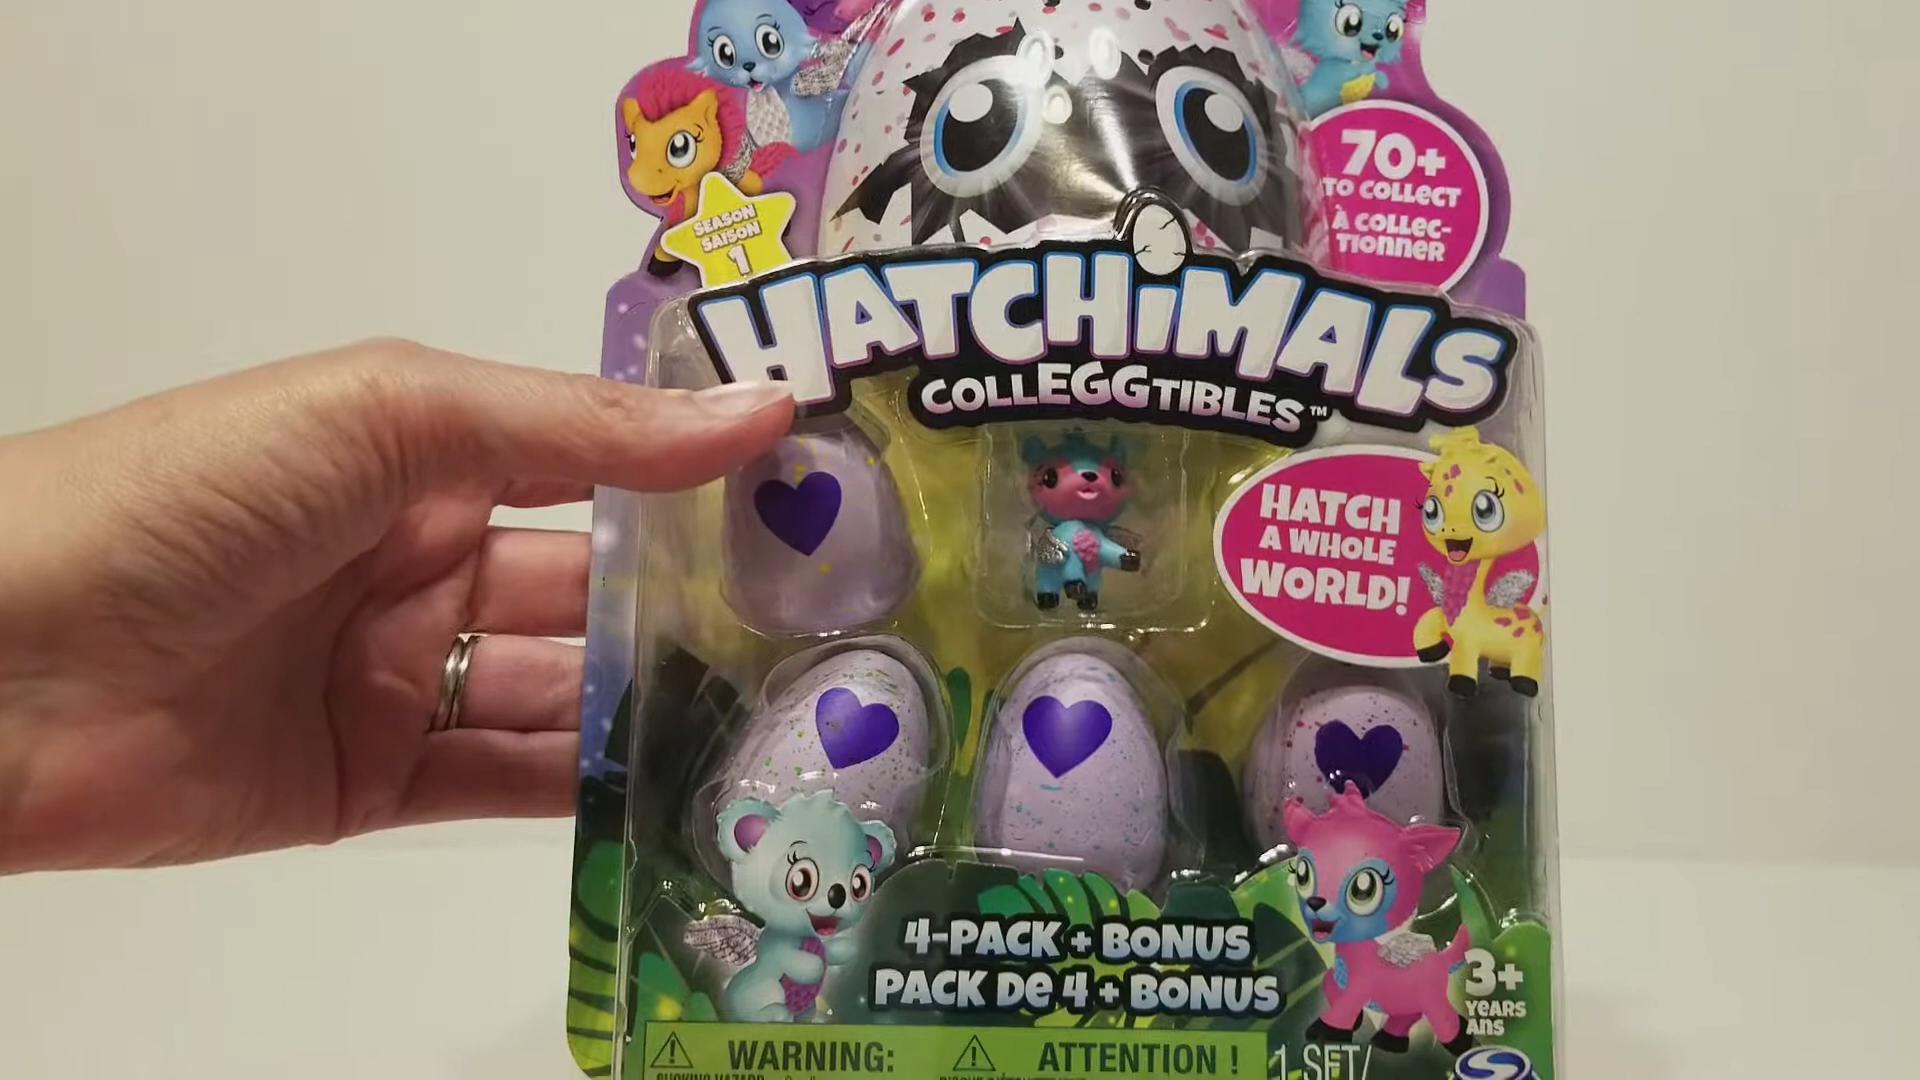 SEASON
SAISON
1
70+
TO COLLECT
À COLLEC-
TIONNER
HATCHiMALS
COLLEGGTIBLES™
HATCH
A WHOLE
WORLD!
4-PACK + BONUS
PACK De 4 + BONUS
3+
YEARS
ANS
WARNING:
ATTENTION !
1 SET/